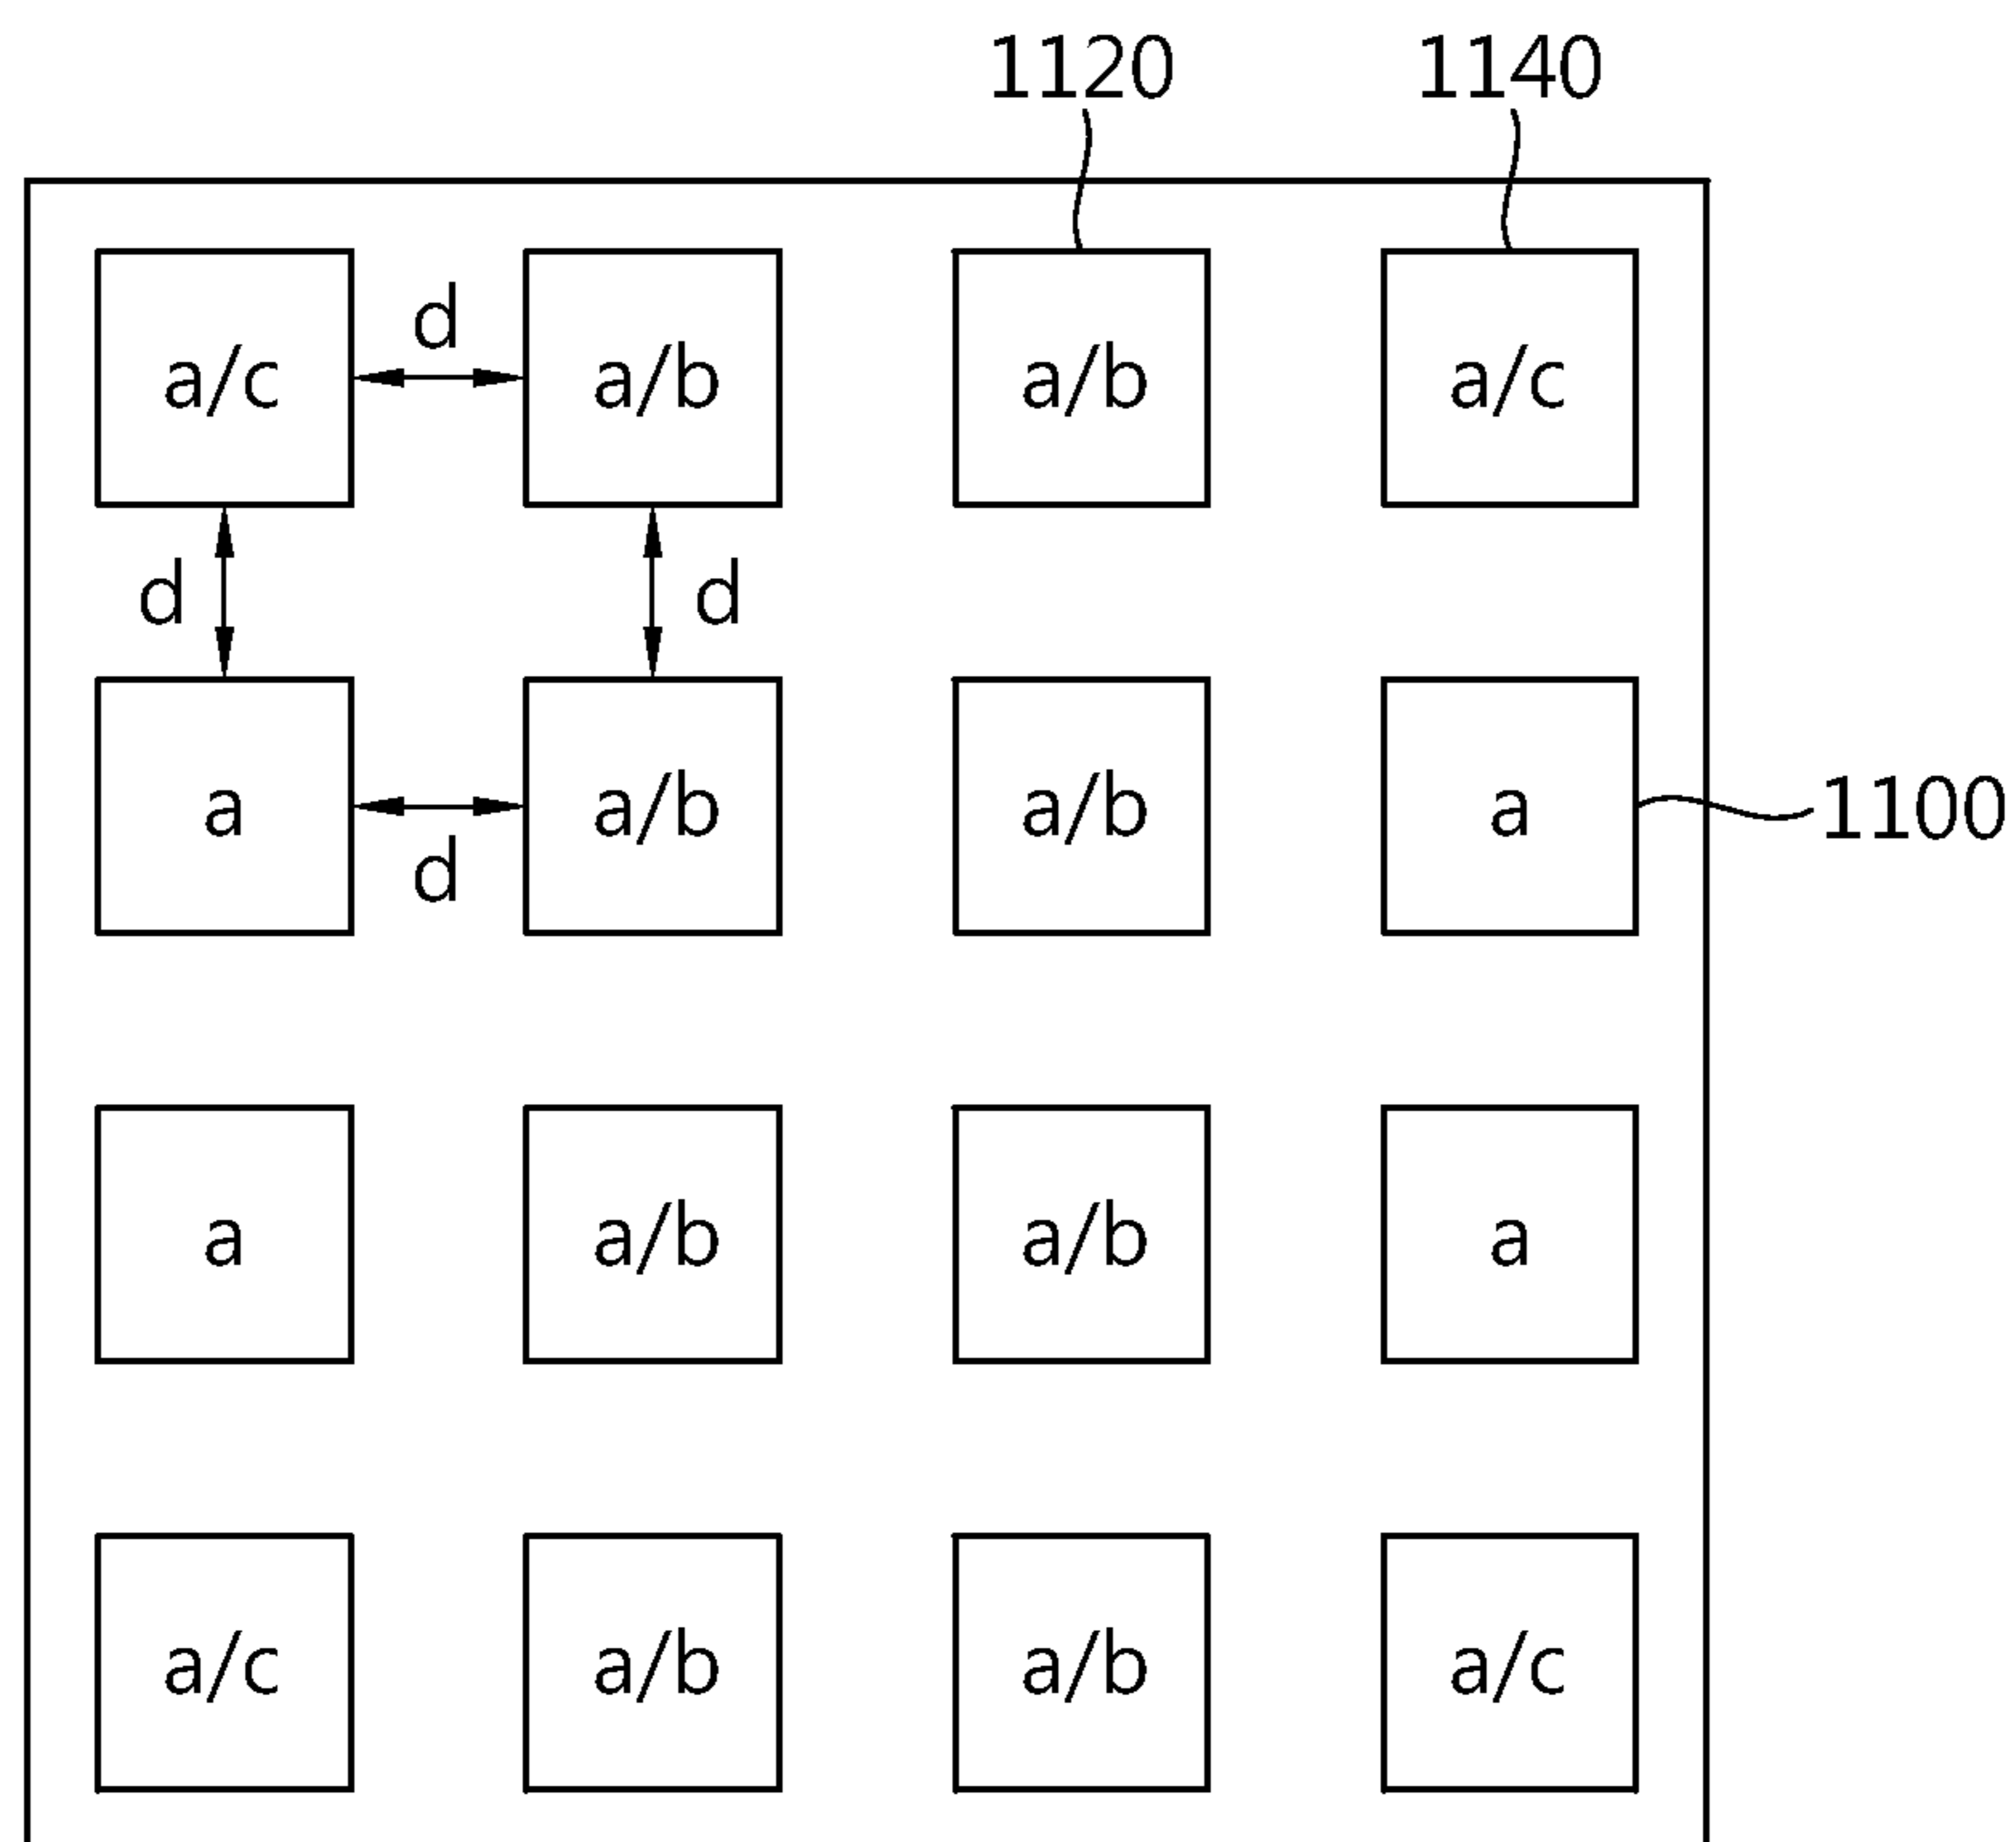 1120 1140
d
a/c a/b a/b a/c
d d
a a/b a/b a 1100
d
a a/b a/b a
a/c a/b a/b a/c